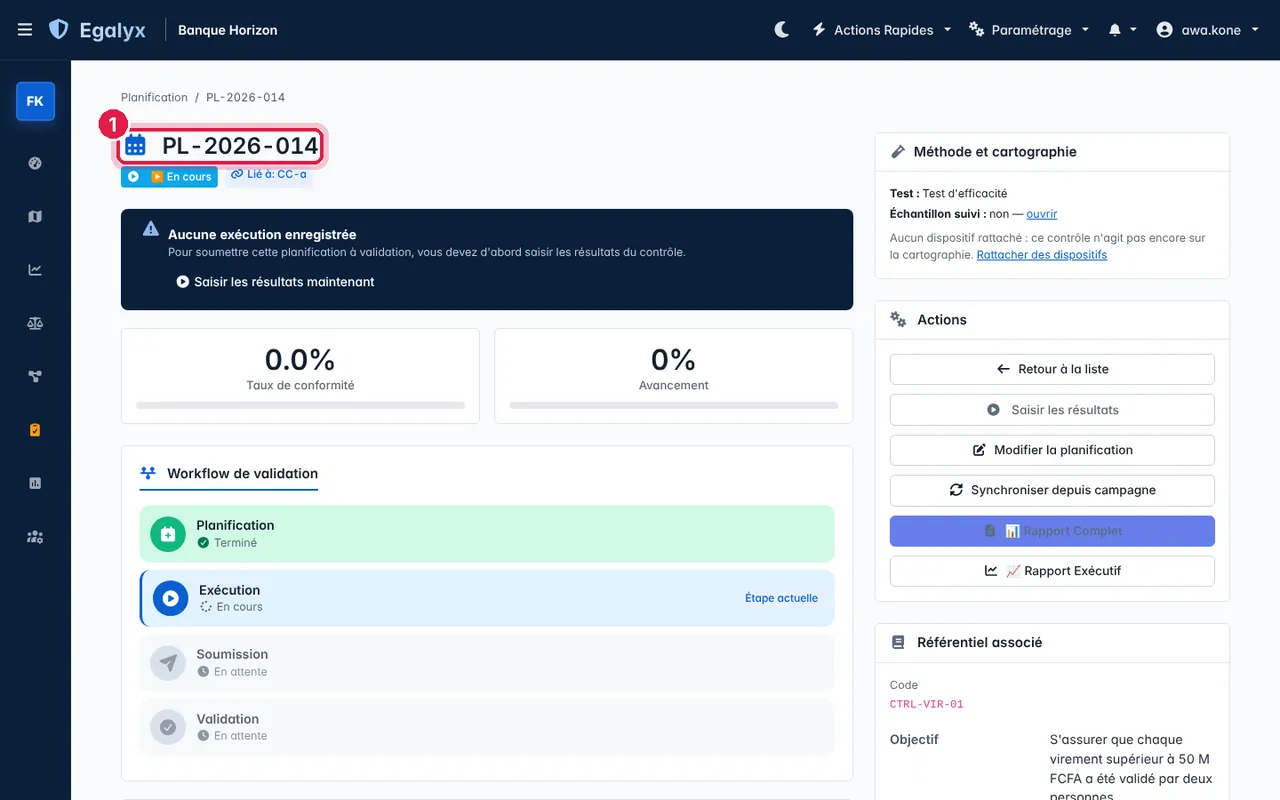 Egalyx
Banque Horizon
Actions Rapides
Paramétrage
awa.kone
FK
Planification / PL-2026-014
1
PL-2026-014
En cours
Lié à: CC-a
Aucune exécution enregistrée
Pour soumettre cette planification à validation, vous devez d'abord saisir les résultats du contrôle.
Saisir les résultats maintenant
0.0%
Taux de conformité
0%
Avancement
Workflow de validation
Planification
Terminé
Exécution
En cours
Étape actuelle
Soumission
En attente
Validation
En attente
Méthode et cartographie
Test : Test d'efficacité
Échantillon suivi : non — ouvrir
Aucun dispositif rattaché : ce contrôle n'agit pas encore sur
la cartographie. Rattacher des dispositifs
Actions
Retour à la liste
Saisir les résultats
Modifier la planification
Synchroniser depuis campagne
Rapport Complet
Rapport Exécutif
Référentiel associé
Code
CTRL-VIR-01
Objectif
S'assurer que chaque
virement supérieur à 50 M
FCFA a été validé par deux
personnes